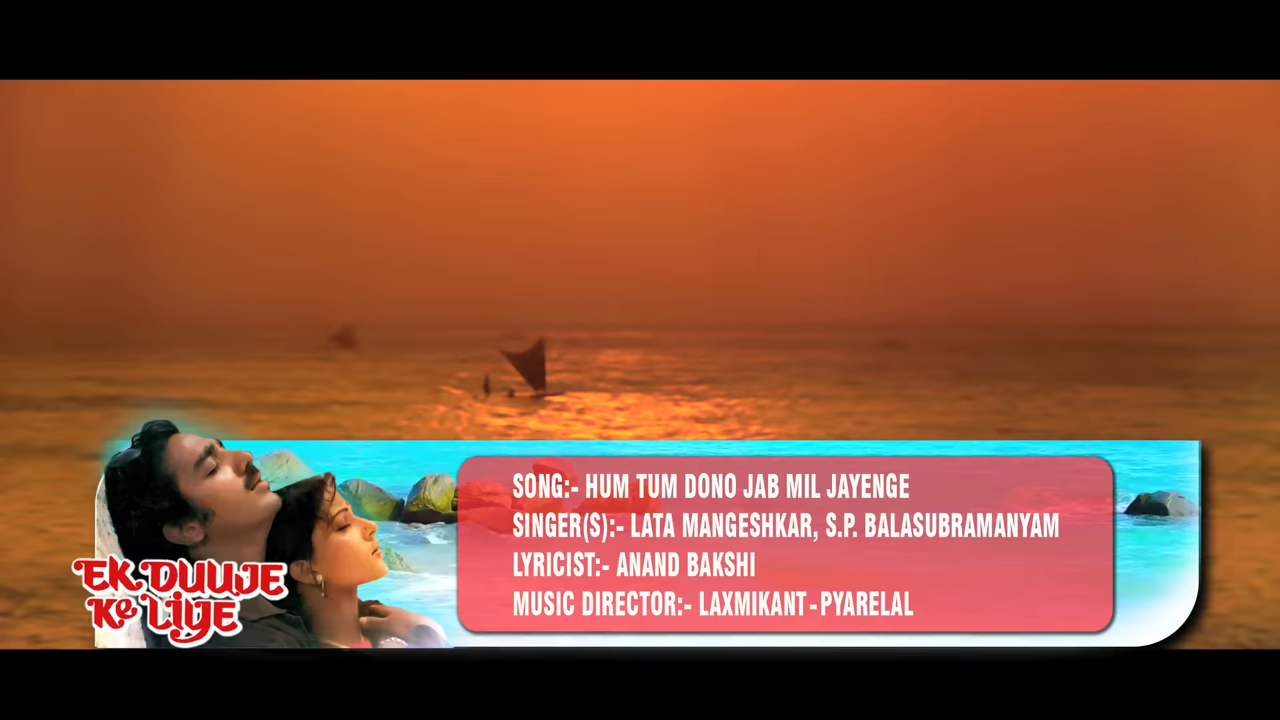 SONG:- HUM TUM DONO JAB MIL JAYENGE
SINGER(S):- LATA MANGESHKAR, S.P. BALASUBRAMANYAM
LYRICIST:- ANAND BAKSHI
MUSIC DIRECTOR:- LAXMIKANT-PYARELAL
EK DUUJE
Ke LiyE